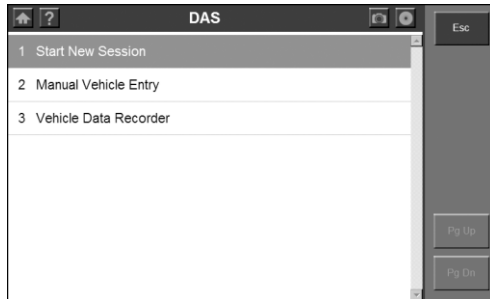 ?
DAS
Esc
1 Start New Session
2 Manual Vehicle Entry
3 Vehicle Data Recorder
Pg Up
Pg Dn